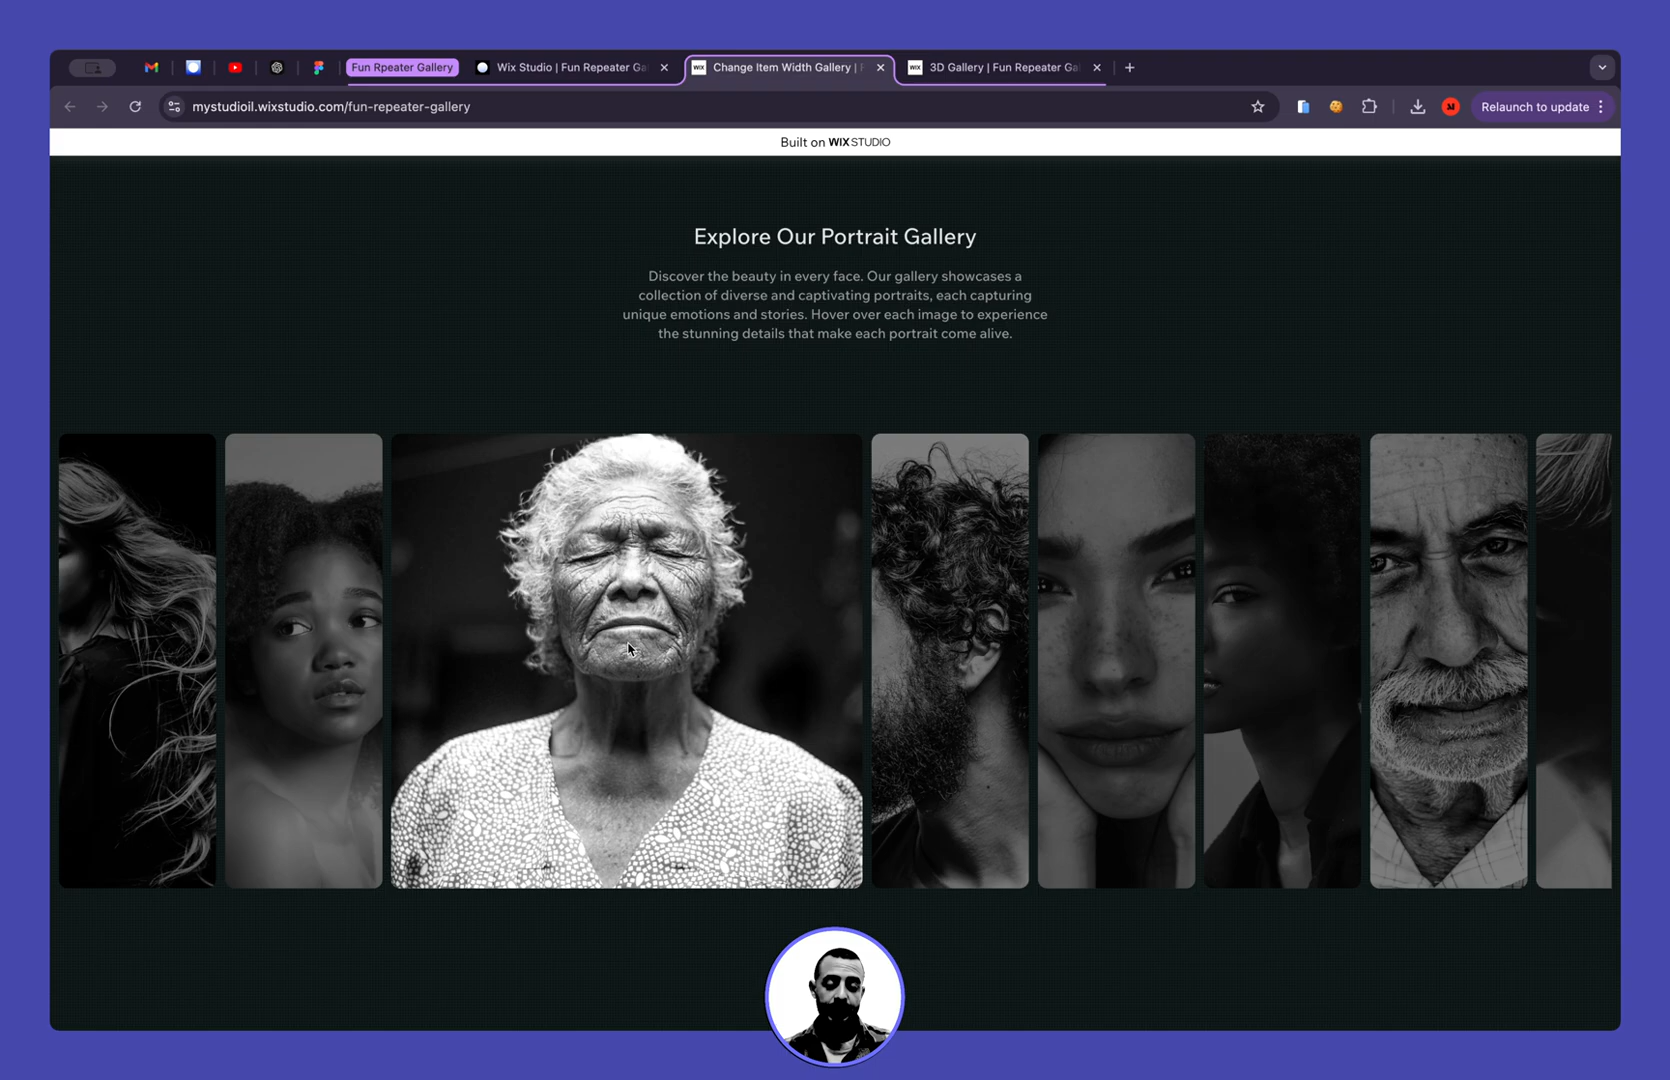 Fun Rpeater Gallery
Wix Studio | Fun Repeater Ga
Change Item Width Gallery |
3D Gallery | Fun Repeater Ga
mystudioil.wixstudio.com/fun-repeater-gallery
Relaunch to update
Built on WIX STUDIO
Explore Our Portrait Gallery
Discover the beauty in every face. Our gallery showcases a
collection of diverse and captivating portraits, each capturing
unique emotions and stories. Hover over each image to experience
the stunning details that make each portrait come alive.